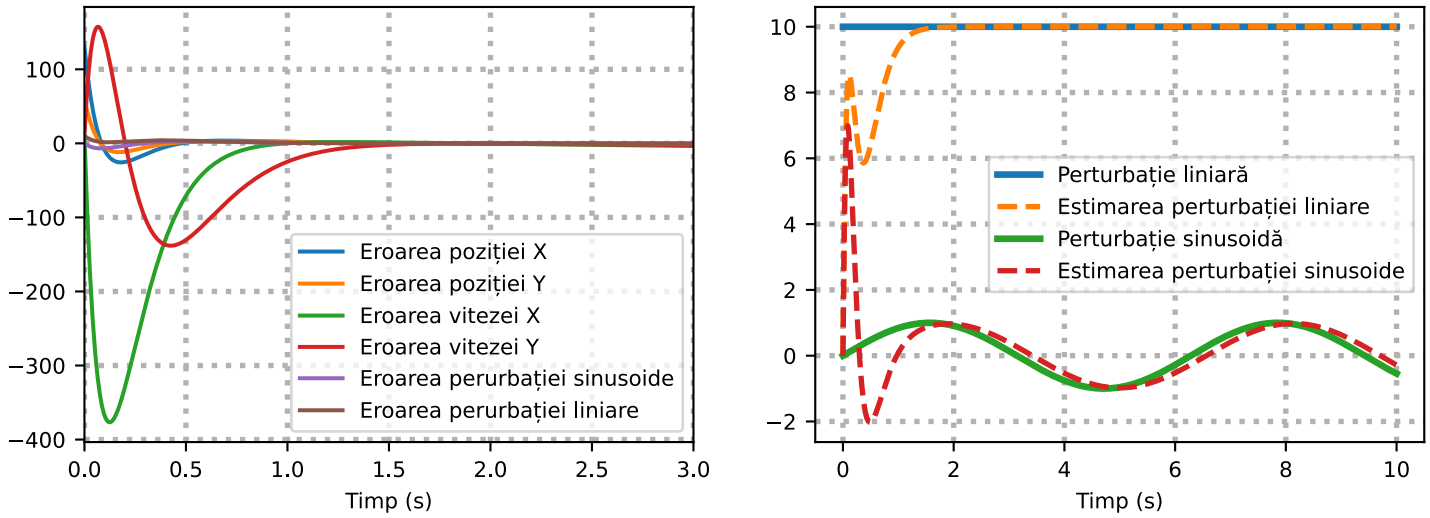 100
0
−100
−200
−300
−400
0.0 0.5 1.0 1.5 2.0 2.5 3.0
Timp (s)
Eroarea poziției X
Eroarea poziției Y
Eroarea vitezei X
Eroarea vitezei Y
Eroarea perurbației sinusoide
Eroarea perurbației liniare
10
8
6
4
2
0
−2
0 2 4 6 8 10
Timp (s)
Perturbație liniară
Estimarea perturbației liniare
Perturbație sinusoidă
Estimarea perturbației sinusoide